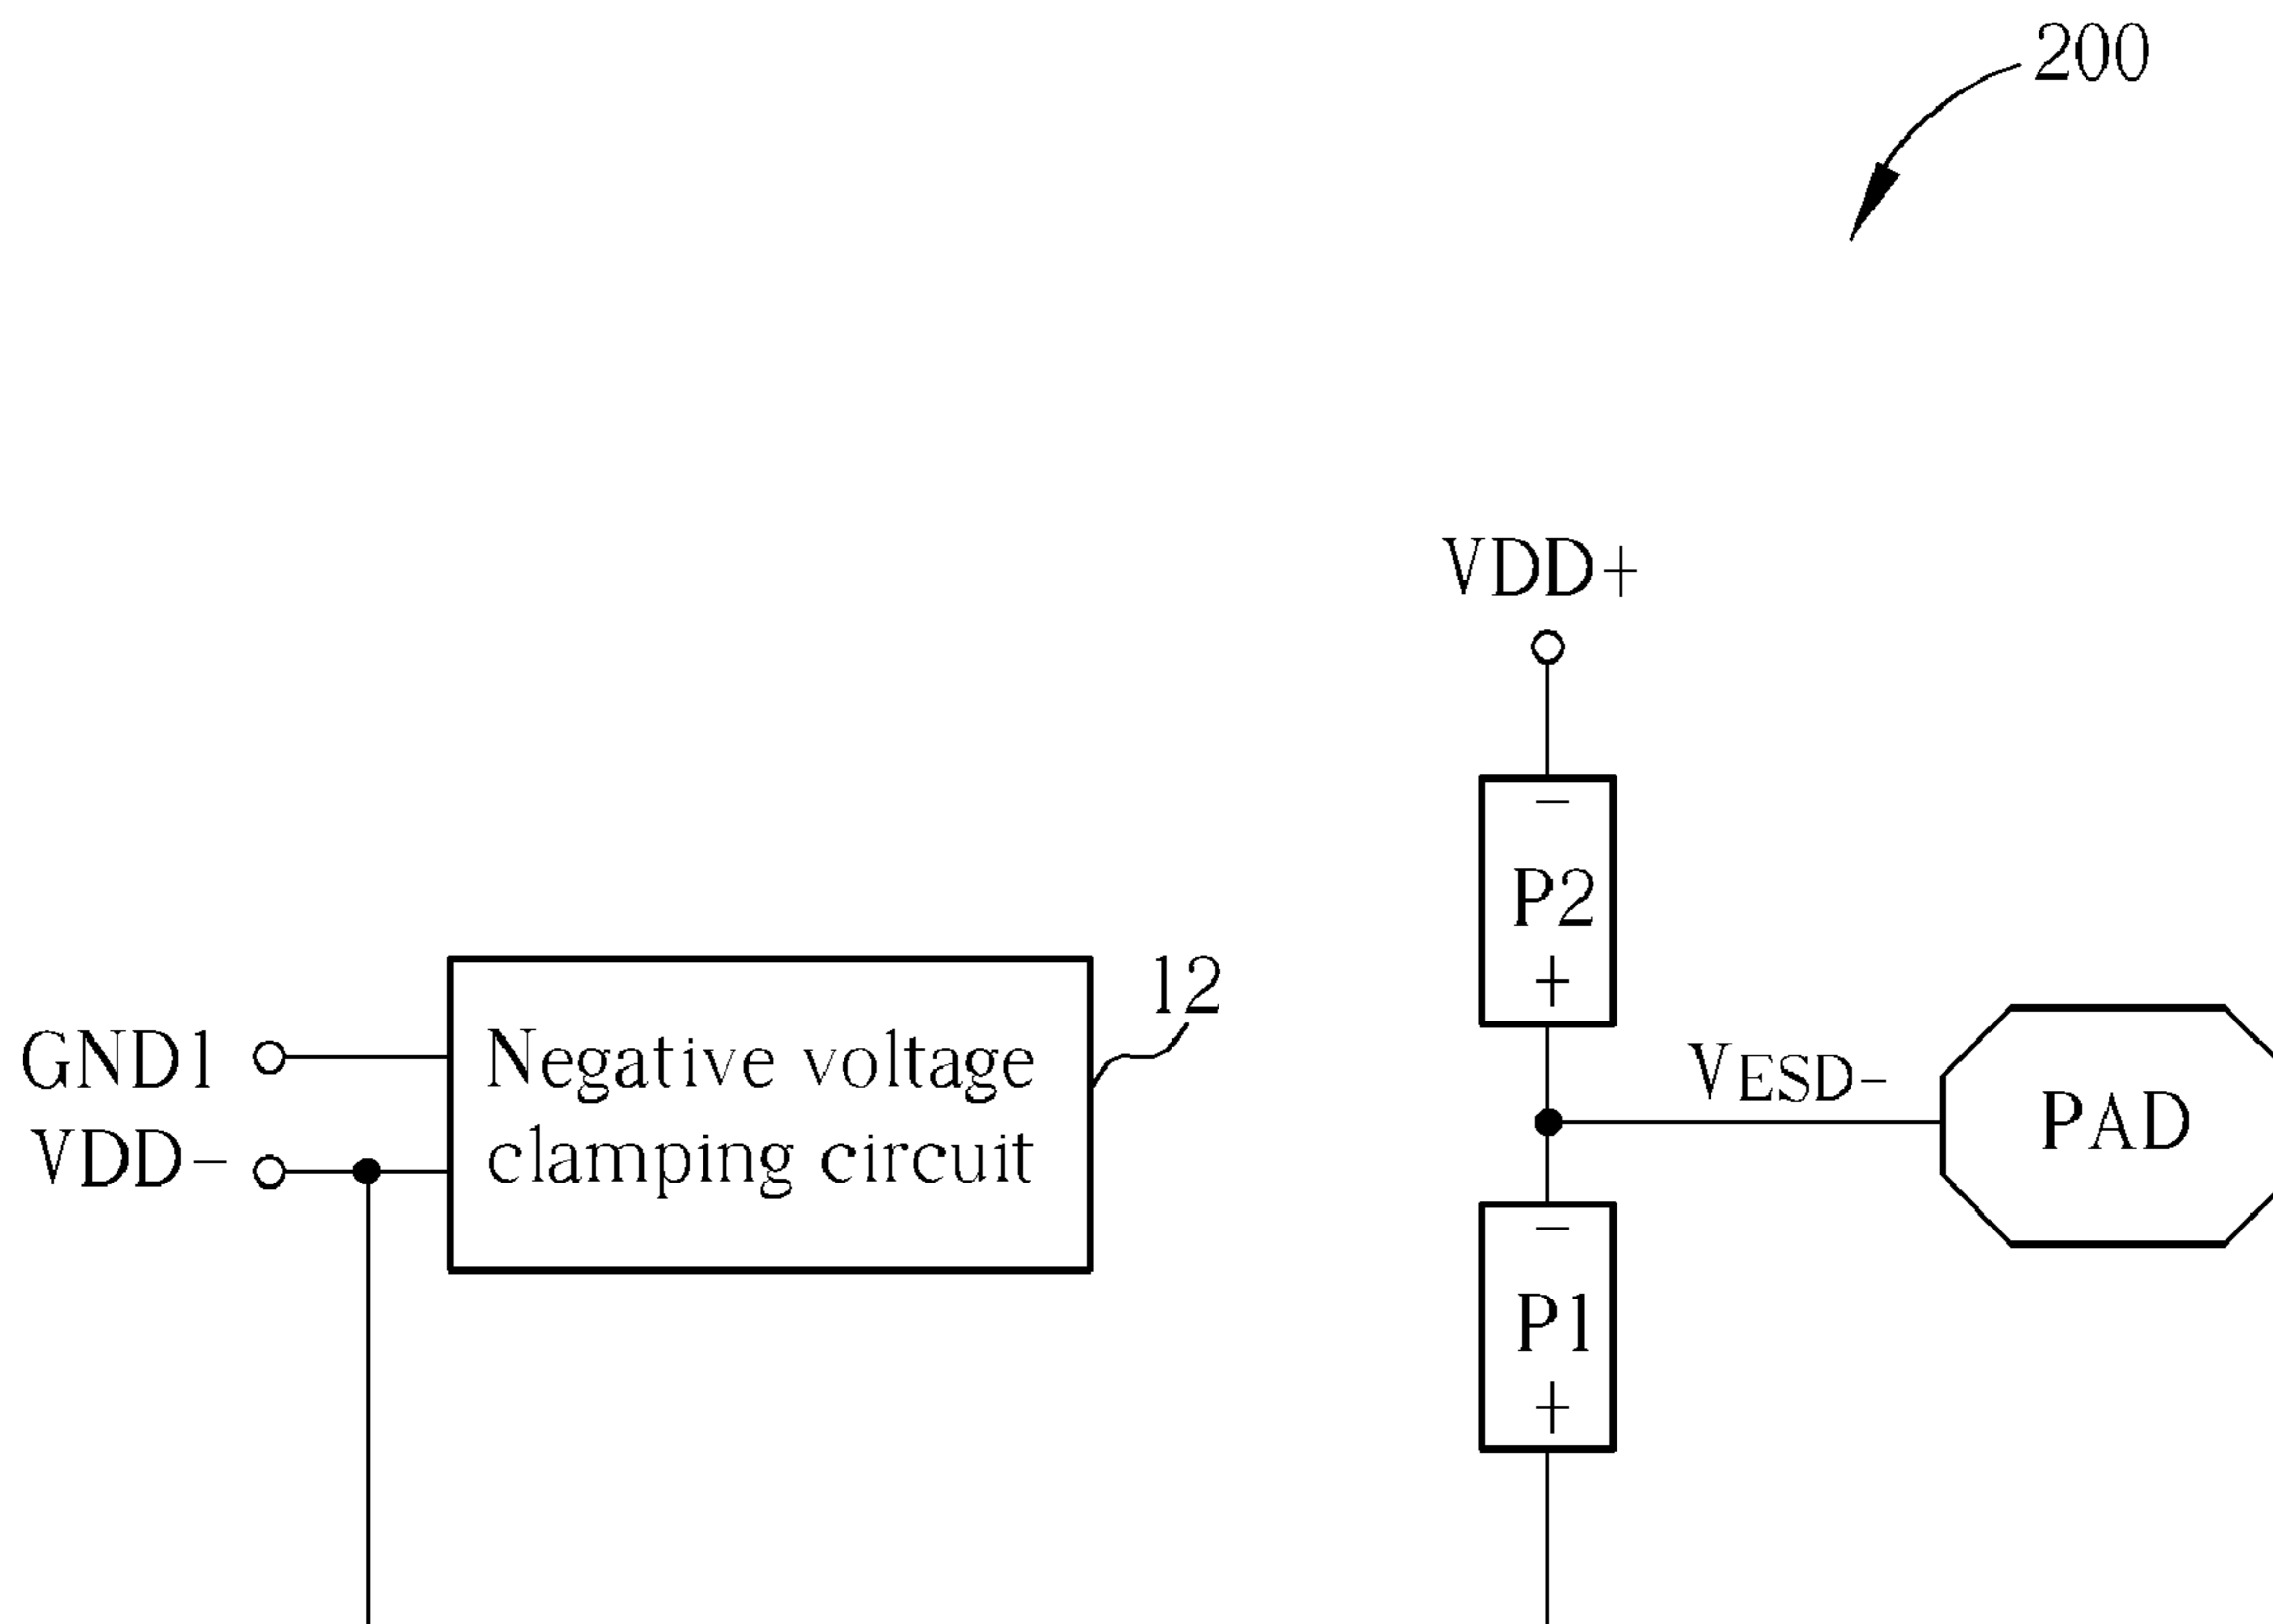 200
VDD+
−
P2
+
12
GND1
Negative voltage
clamping circuit
VDD−
VESD−
PAD
−
P1
+